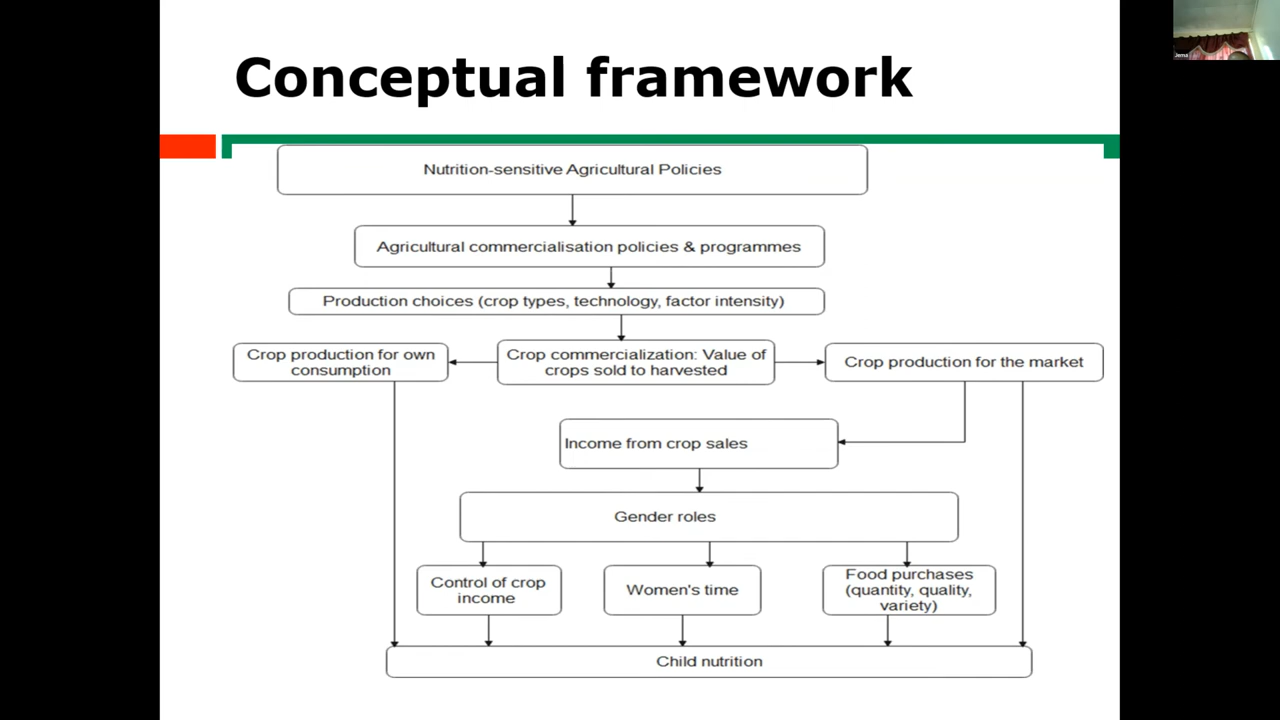 Conceptual framework
Jema
Nutrition-sensitive Agricultural Policies
Agricultural commercialisation policies & programmes
Production choices (crop types, technology, factor intensity)
Crop production for own
consumption
Crop commercialization: Value of
crops sold to harvested
Crop production for the market
Income from crop sales
Gender roles
Control of crop
income
Women's time
Food purchases
(quantity, quality,
variety)
Child nutrition